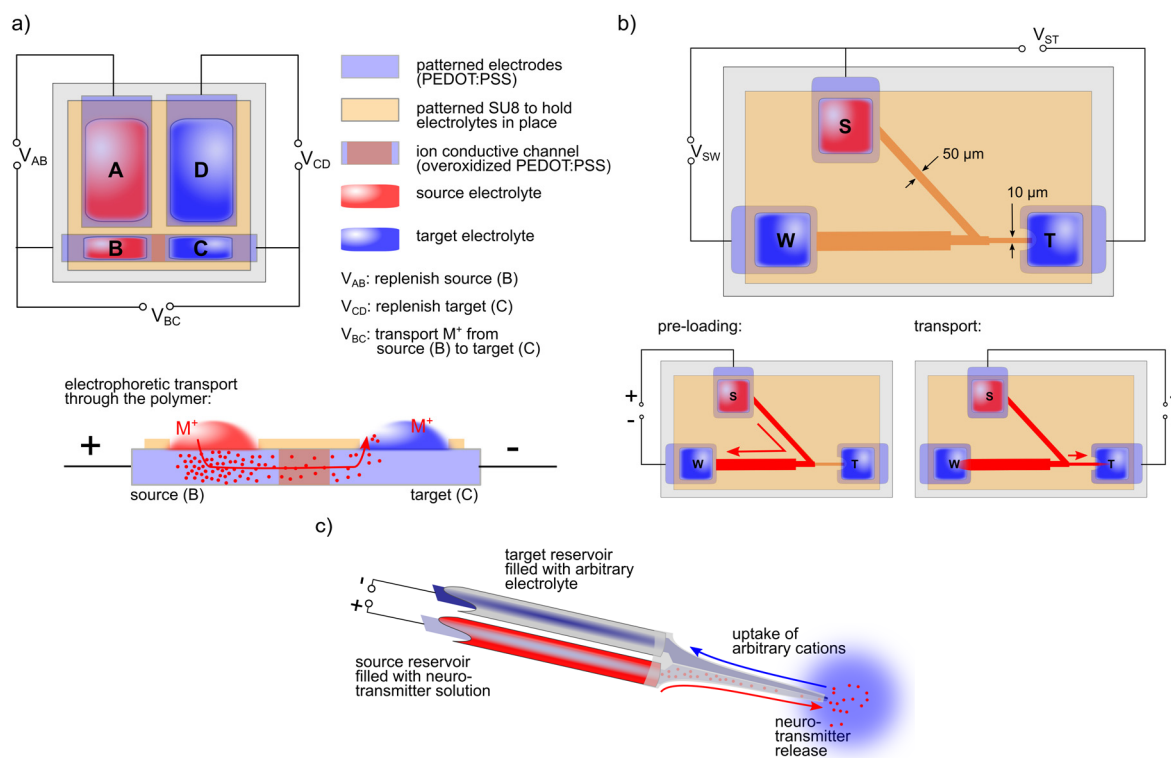 a)
V_AB
A
D
V_CD
B
C
V_BC
patterned electrodes
(PEDOT:PSS)
patterned SU8 to hold
electrolytes in place
ion conductive channel
(overoxidized PEDOT:PSS)
source electrolyte
target electrolyte
V_AB: replenish source (B)
V_CD: replenish target (C)
V_BC: transport M⁺ from
source (B) to target (C)
electrophoretic transport
through the polymer:
M⁺
M⁺
+
-
source (B)
target (C)
b)
V_ST
V_SW
S
50 µm
10 µm
W
T
pre-loading:
+
-
S
W
T
transport:
S
W
T
c)
-
+
target reservoir
filled with arbitrary
electrolyte
source reservoir
filled with neuro-
transmitter solution
uptake of
arbitrary cations
neuro-
transmitter
release